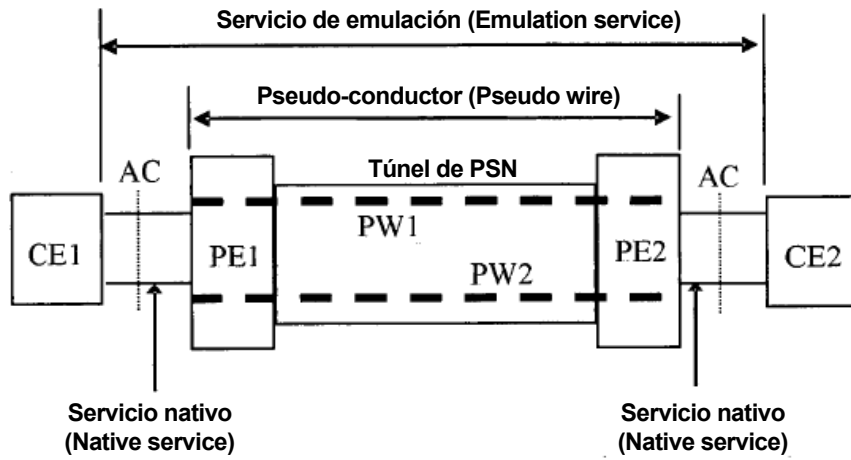 Servicio de emulación (Emulation service)
Pseudo-conductor (Pseudo wire)
Túnel de PSN
AC
AC
PW1
CE1
PE1
PE2
CE2
PW2
Servicio nativo
(Native service)
Servicio nativo
(Native service)